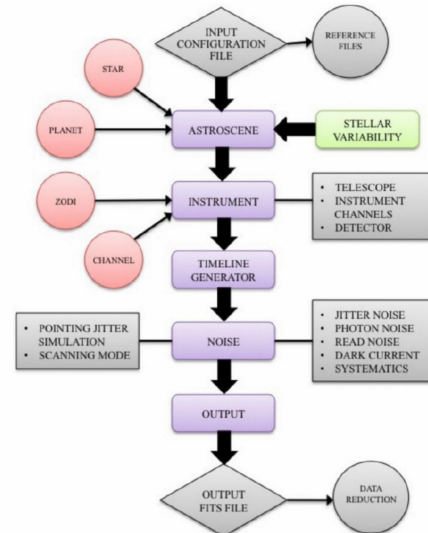 INPUT
CONFIGURATION
FILE
REFERENCE
FILES
STAR
PLANET
ASTROSCENE
STELLAR
VARIABILITY
ZODI
INSTRUMENT
• TELESCOPE
• INSTRUMENT
CHANNELS
• DETECTOR
CHANNEL
TIMELINE
GENERATOR
• POINTING JITTER
SIMULATION
• SCANNING MODE
NOISE
• JITTER NOISE
• PHOTON NOISE
• READ NOISE
• DARK CURRENT
• SYSTEMATICS
OUTPUT
OUTPUT
FITS FILE
DATA
REDUCTION